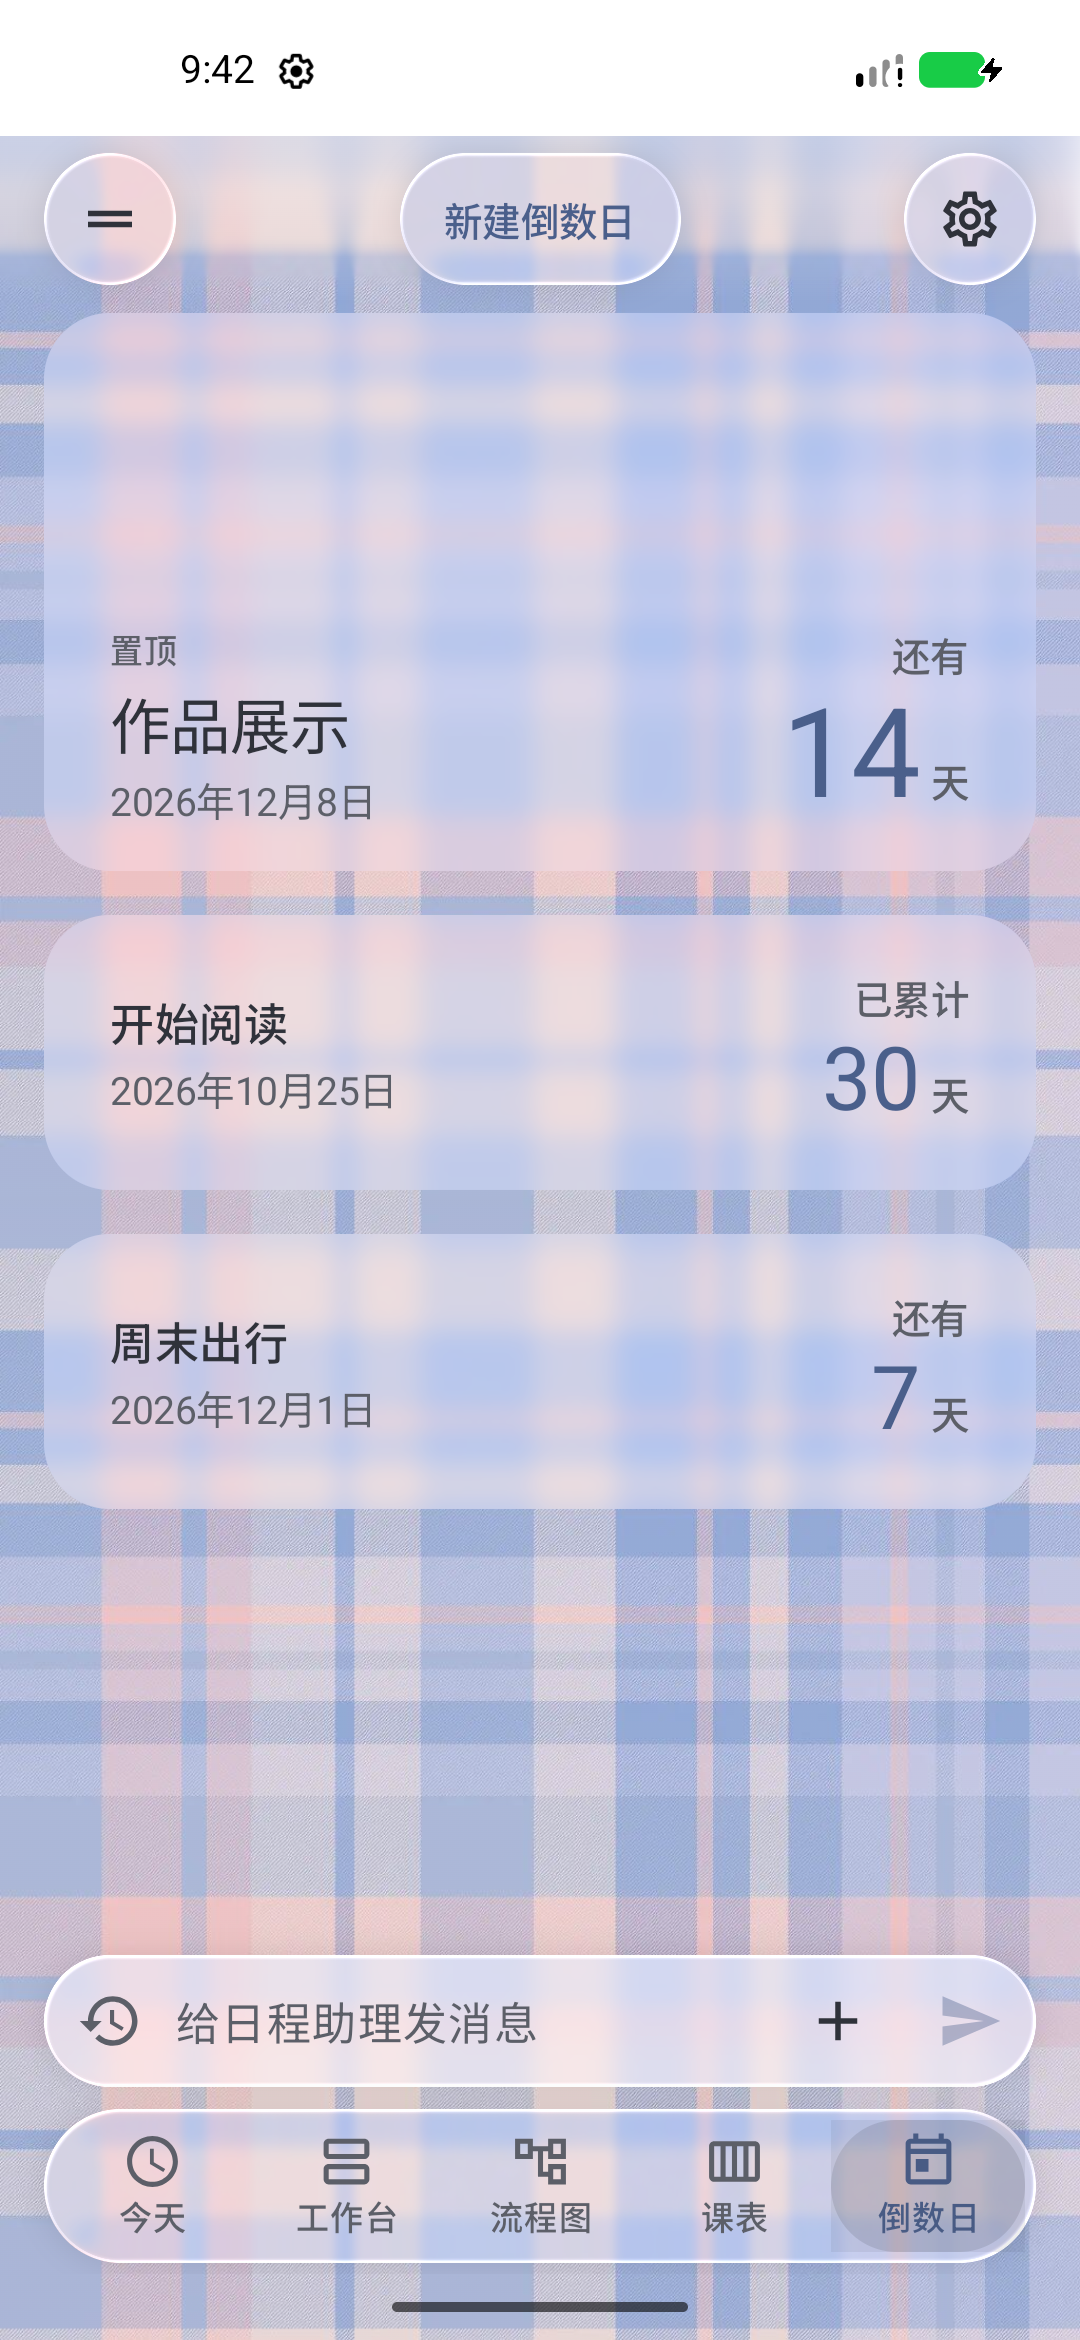 9:42
新建倒数日
置顶
作品展示
2026年12月8日
还有
14 天
开始阅读
2026年10月25日
已累计
30 天
周末出行
2026年12月1日
还有
7 天
给日程助理发消息
今天
工作台
流程图
课表
倒数日